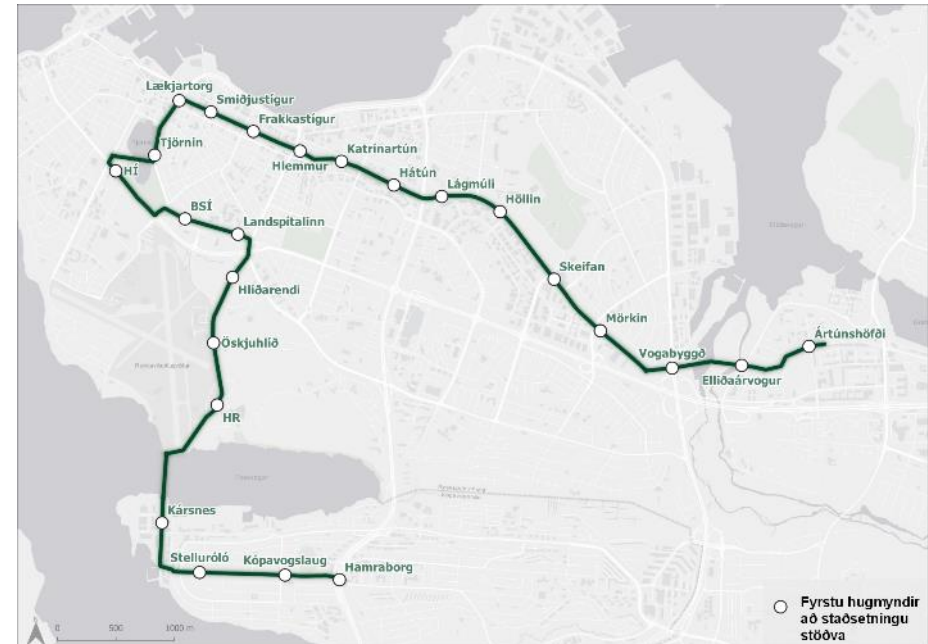 Lækjartorg
Smiðjustígur
Frakkastígur
Tjörnin
Hlemmur
Katrínartún
HÍ
Hátún
Lágmúli
Höllin
BSÍ
Landspítalinn
Hlíðarendi
Skeifan
Öskjuhlíð
Mörkin
Ártúnshöfði
Vogabyggð
Elliðaárvogur
HR
Kársnes
Stelluróló
Kópavogslaug
Hamraborg
Fyrstu hugmyndir
að staðsetningu
stöðva
0 500 1000 m